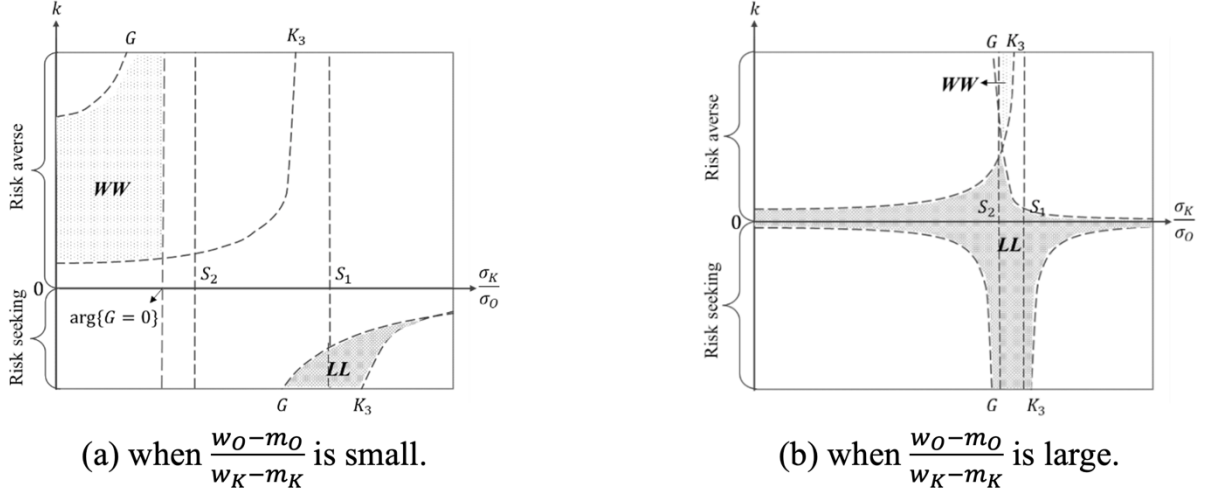 k
G
K₃
Risk averse
WW
S₂
S₁
σ_K/σ_O
0
arg{G = 0}
Risk seeking
LL
G
K₃
(a) when (w_O−m_O)/(w_K−m_K) is small.
k
G K₃
WW
Risk averse
S₂
S₁
σ_K/σ_O
0
LL
Risk seeking
G
K₃
(b) when (w_O−m_O)/(w_K−m_K) is large.